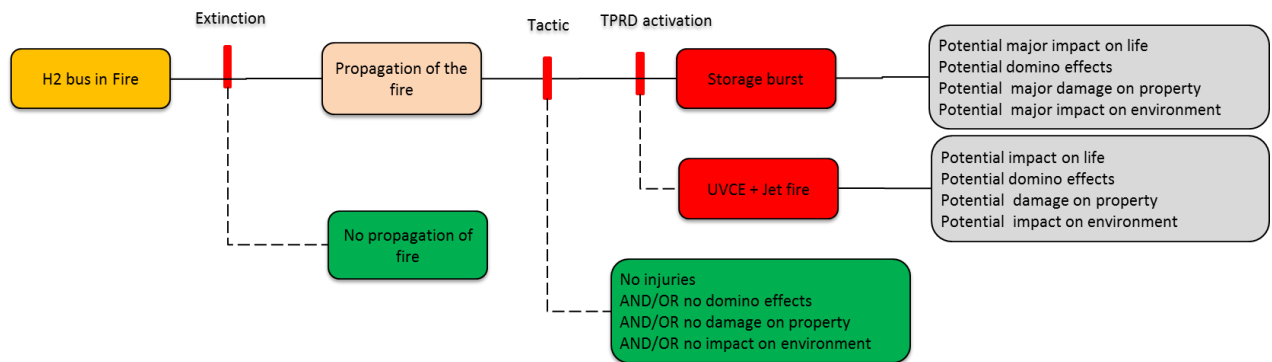 Extinction
Tactic
TPRD activation
H2 bus in Fire
Propagation of the
fire
Storage burst
Potential major impact on life
Potential domino effects
Potential  major damage on property
Potential  major impact on environment
UVCE + Jet fire
Potential impact on life
Potential domino effects
Potential  damage on property
Potential  impact on environment
No propagation of
fire
No injuries
AND/OR no domino effects
AND/OR no damage on property
AND/OR no impact on environment